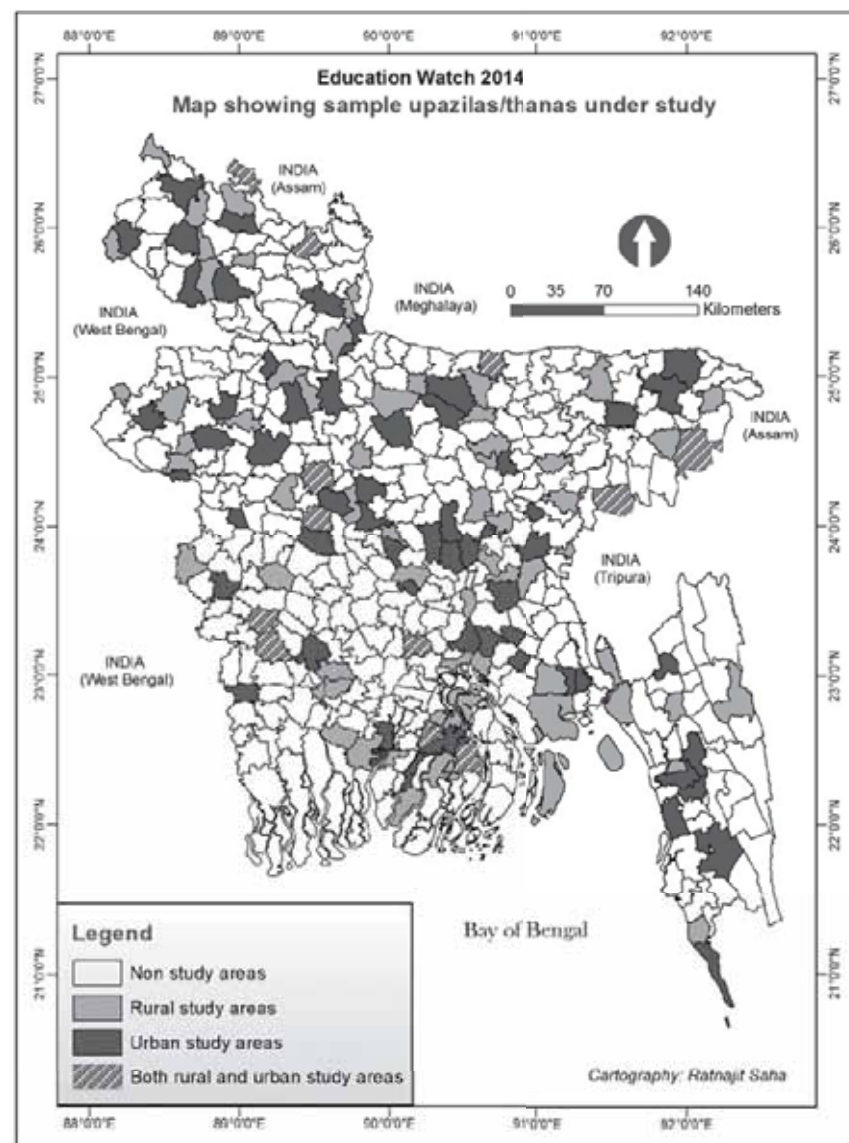 88°0'0"E 89°0'0"E 90°0'0"E 91°0'0"E 92°0'0"E
Education Watch 2014
Map showing sample upazilas/thanas under study
27°0'0"N 27°0'0"N
INDIA
(Assam)
26°0'0"N 26°0'0"N
INDIA
(Meghalaya)
0 35 70 140
Kilometers
INDIA
(West Bengal)
25°0'0"N 25°0'0"N
INDIA
(Assam)
24°0'0"N 24°0'0"N
INDIA
(Tripura)
INDIA
(West Bengal)
23°0'0"N 23°0'0"N
22°0'0"N 22°0'0"N
Bay of Bengal
21°0'0"N 21°0'0"N
Legend
Non study areas
Rural study areas
Urban study areas
Both rural and urban study areas
Cartography: Ratnajit Saha
88°0'0"E 89°0'0"E 90°0'0"E 91°0'0"E 92°0'0"E